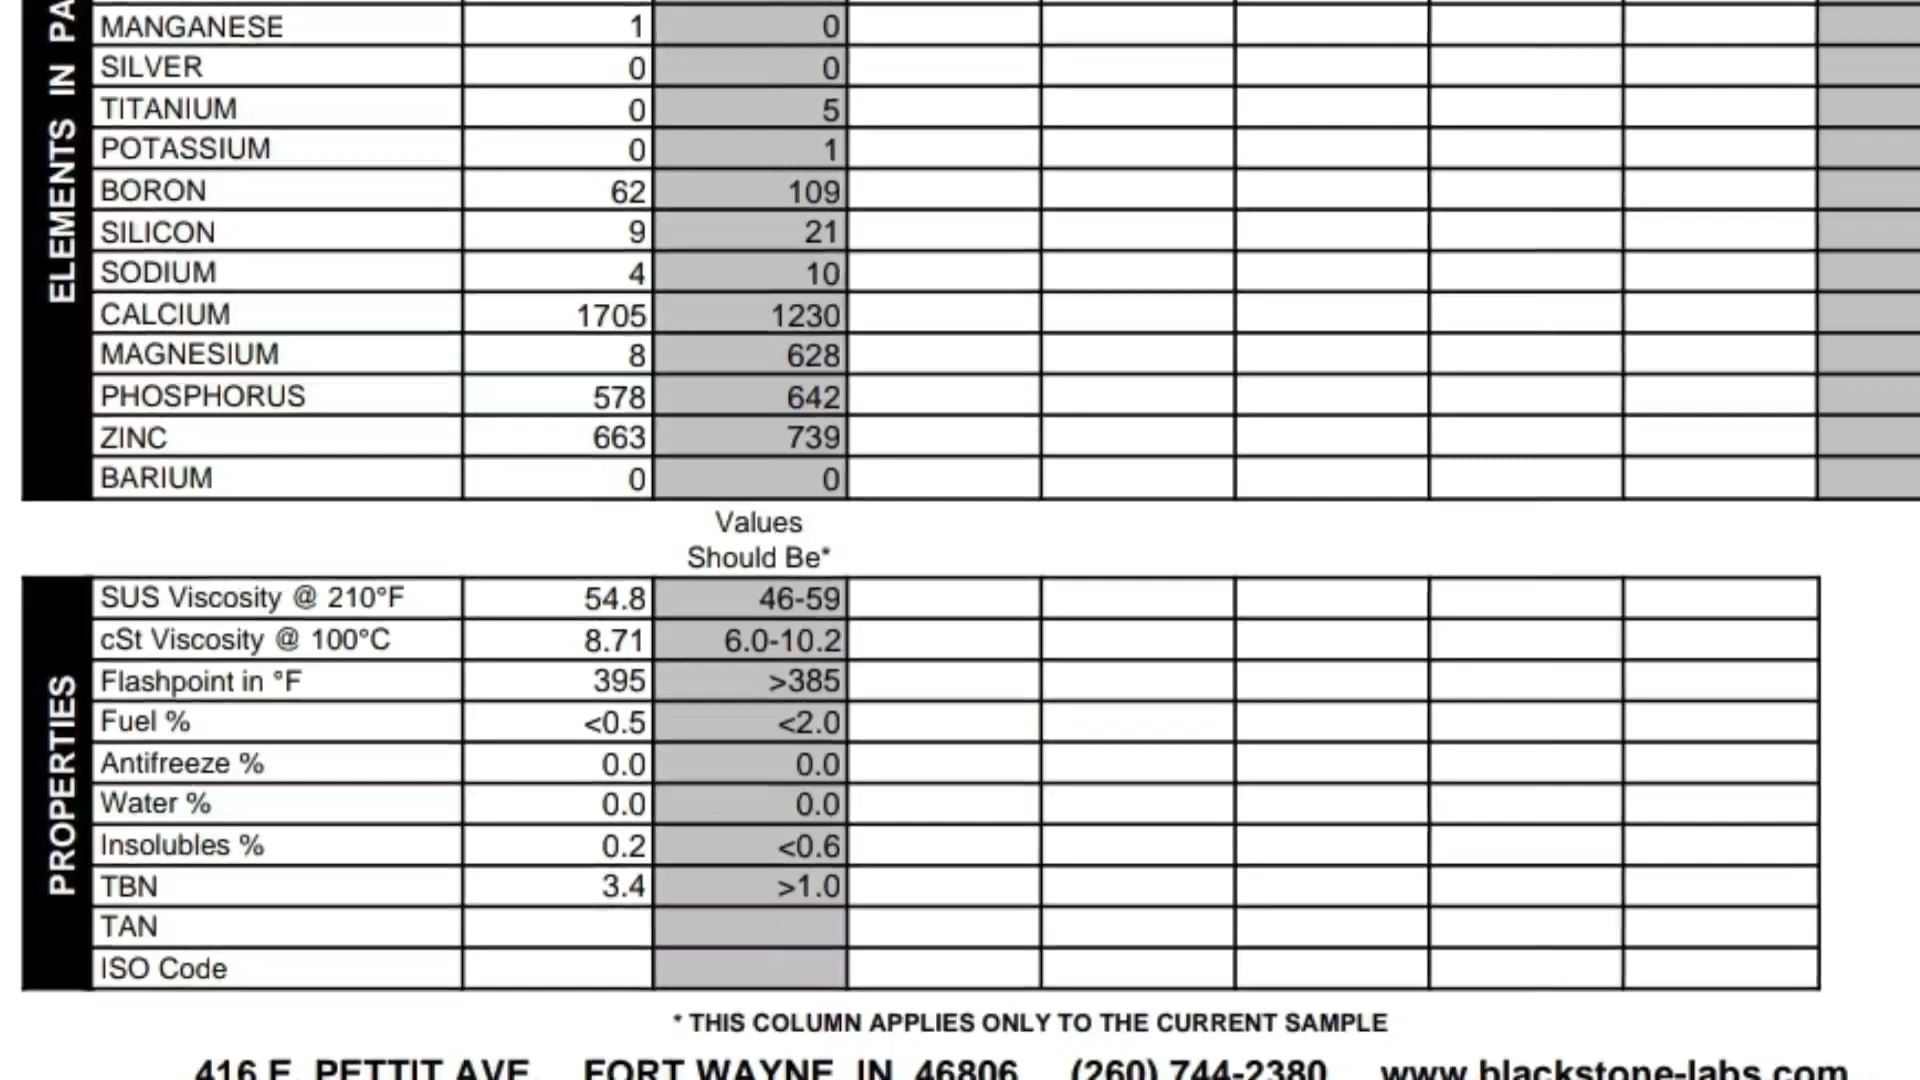 ELEMENTS IN PA
MANGANESE 1 0
SILVER 0 0
TITANIUM 0 5
POTASSIUM 0 1
BORON 62 109
SILICON 9 21
SODIUM 4 10
CALCIUM 1705 1230
MAGNESIUM 8 628
PHOSPHORUS 578 642
ZINC 663 739
BARIUM 0 0
Values
Should Be*
PROPERTIES
SUS Viscosity @ 210°F 54.8 46-59
cSt Viscosity @ 100°C 8.71 6.0-10.2
Flashpoint in °F 395 >385
Fuel % <0.5 <2.0
Antifreeze % 0.0 0.0
Water % 0.0 0.0
Insolubles % 0.2 <0.6
TBN 3.4 >1.0
TAN
ISO Code
* THIS COLUMN APPLIES ONLY TO THE CURRENT SAMPLE
416 E. PETTIT AVE. FORT WAYNE, IN 46806 (260) 744-2380 www.blackstone-labs.com